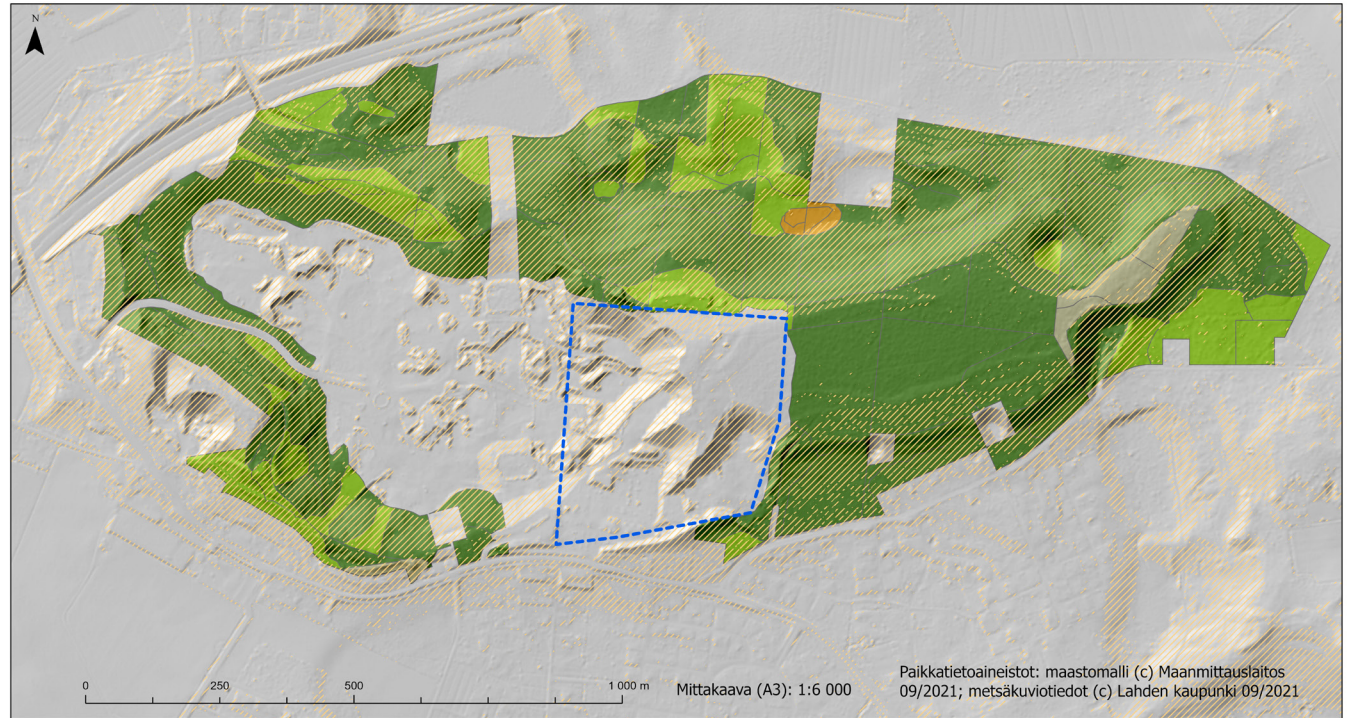 N
0 250 500 1 000 m
Mittakaava (A3): 1:6 000
Paikkatietoaineistot: maastomalli (c) Maanmittauslaitos
09/2021; metsäkuviotiedot (c) Lahden kaupunki 09/2021